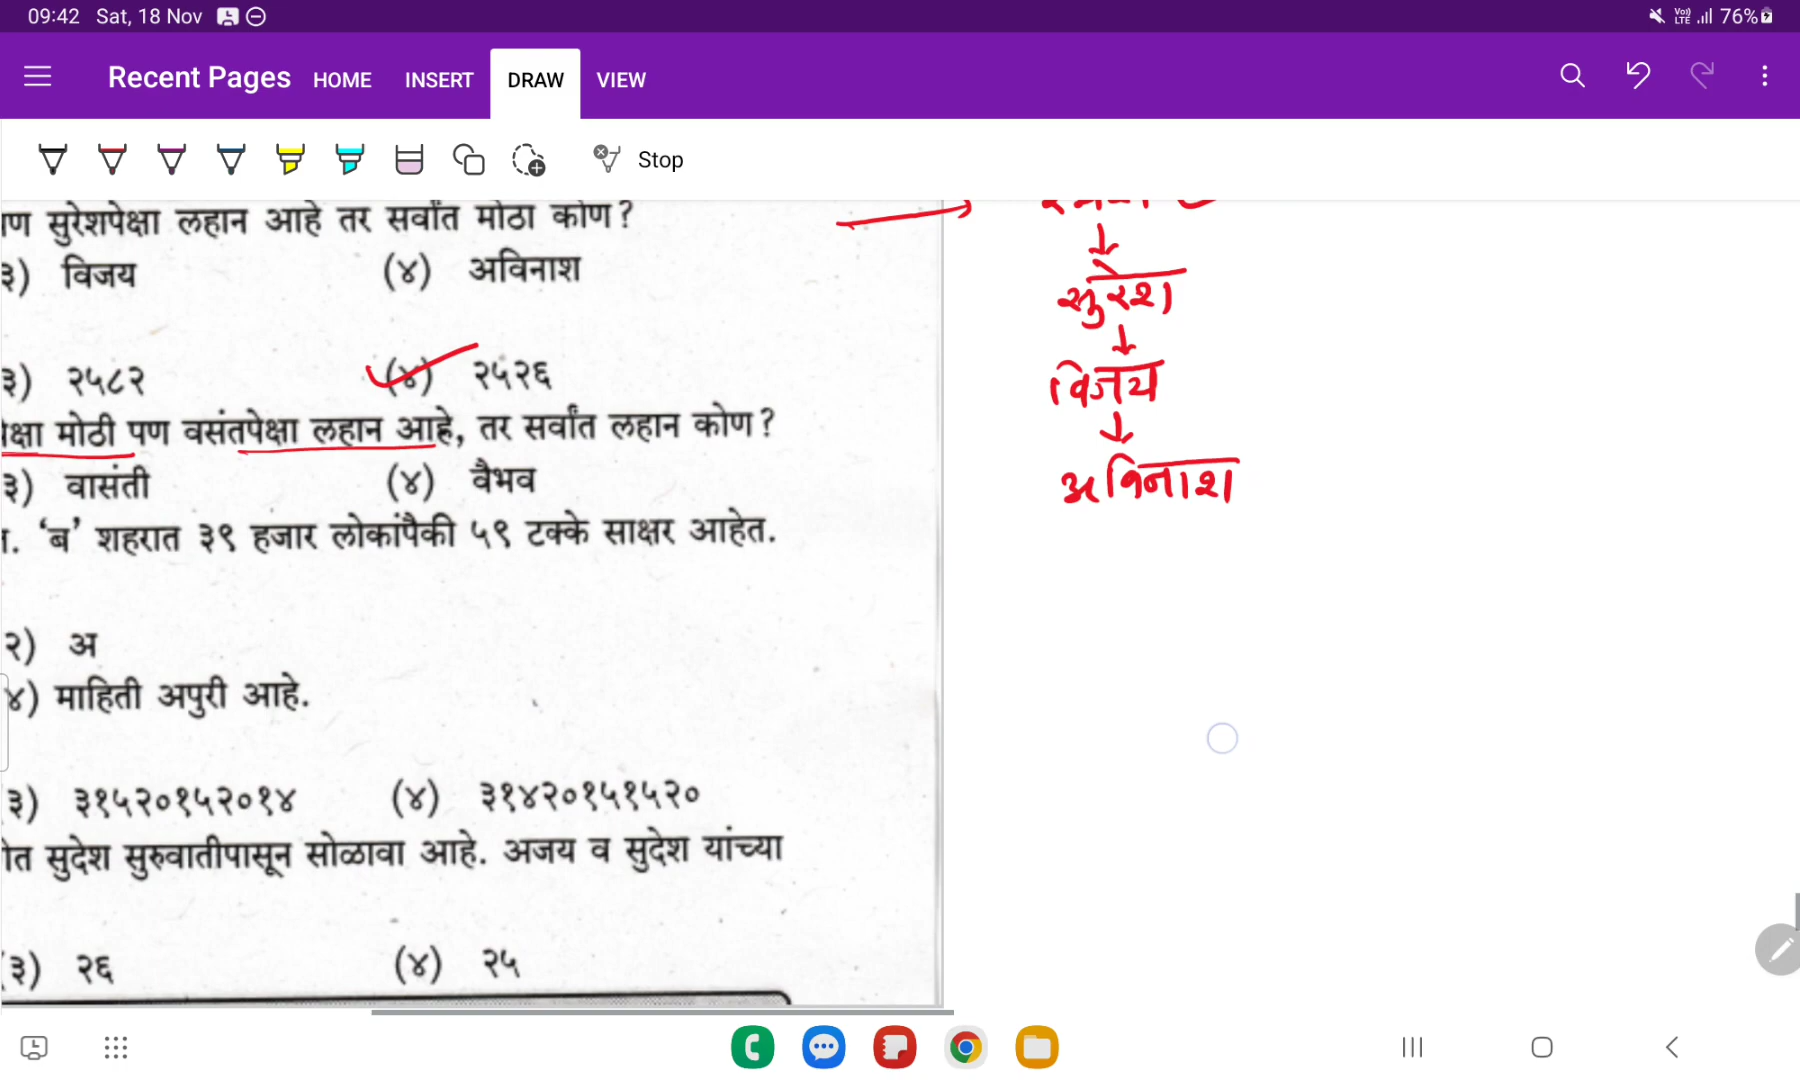 09:42 Sat, 18 Nov
76%
Recent Pages HOME INSERT DRAW VIEW
Stop
ण सुरेशपेक्षा लहान आहे तर सर्वांत मोठा कोण?
३) विजय (४) अविनाश
३) २५८२ (४) २५२६
पेक्षा मोठी पण वसंतपेक्षा लहान आहे, तर सर्वांत लहान कोण?
३) वासंती (४) वैभव
त. ‘ब’ शहरात ३९ हजार लोकांपैकी ५९ टक्के साक्षर आहेत.
२) अ
४) माहिती अपुरी आहे.
३) ३१५२०१५२०१४ (४) ३१४२०१५१५२०
सुदेश सुरुवातीपासून सोळावा आहे. अजय व सुदेश यांच्या
३) २६ (४) २५
सुरेश
विजय
अविनाश